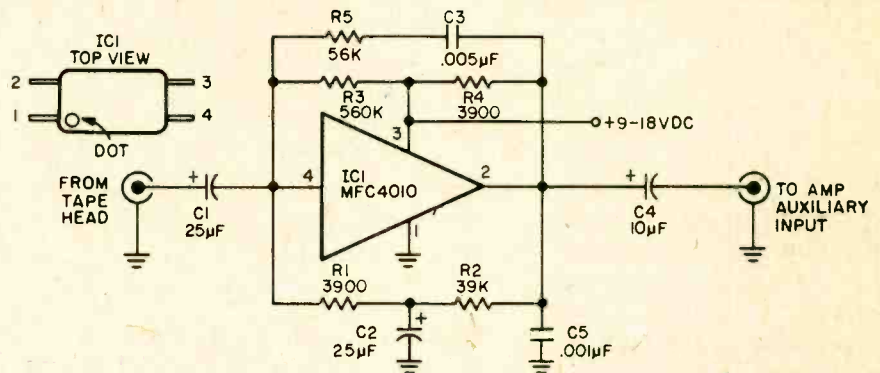 IC1
TOP VIEW
2
3
1
4
DOT
R5
56K
C3
.005µF
R3
560K
R4
3900
3
+9-18VDC
FROM
TAPE
HEAD
+
C1
25µF
4
IC1
MFC4010
2
1
+
C4
10µF
TO AMP
AUXILIARY
INPUT
R1
3900
R2
39K
C2
25µF
+
C5
.001µF